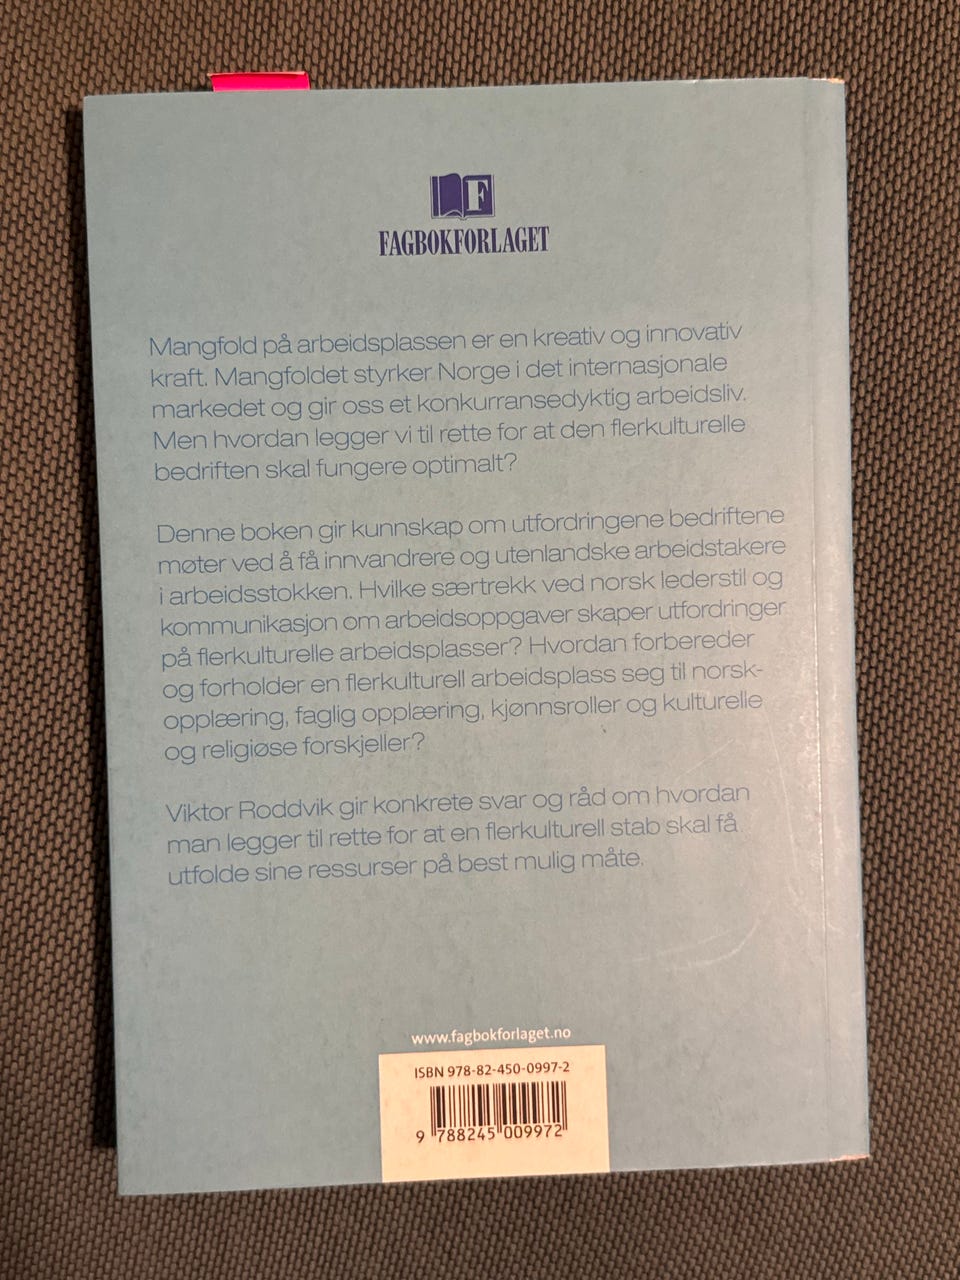 F
FAGBOKFORLAGET
Mangfold på arbeidsplassen er en kreativ og innovativ
kraft. Mangfoldet styrker Norge i det internasjonale
markedet og gir oss et konkurransedyktig arbeidsliv.
Men hvordan legger vi til rette for at den flerkulturelle
bedriften skal fungere optimalt?
Denne boken gir kunnskap om utfordringene bedriftene
møter ved å få innvandrere og utenlandske arbeidstakere
i arbeidsstokken. Hvilke særtrekk ved norsk lederstil og
kommunikasjon om arbeidsoppgaver skaper utfordringer
på flerkulturelle arbeidsplasser? Hvordan forbereder
og forholder en flerkulturell arbeidsplass seg til norsk-
opplæring, faglig opplæring, kjønnsroller og kulturelle
og religiøse forskjeller?
Viktor Roddvik gir konkrete svar og råd om hvordan
man legger til rette for at en flerkulturell stab skal få
utfolde sine ressurser på best mulig måte.
www.fagbokforlaget.no
ISBN 978-82-450-0997-2
9 788245 009972